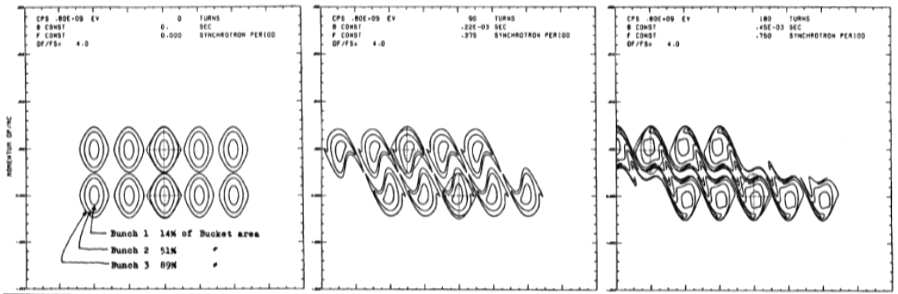 CPS .80E-09 EV 0 TURNS
B CONST 0. SEC
F CONST 0.000 SYNCHROTRON PERIOD
DF/FS= 4.0
CPS .80E-09 EV 90 TURNS
B CONST .22E-03 SEC
F CONST .375 SYNCHROTRON PERIOD
DF/FS= 4.0
CPS .80E-09 EV 180 TURNS
B CONST .45E-03 SEC
F CONST .750 SYNCHROTRON PERIOD
DF/FS= 4.0
MOMENTUM DP/MC
Bunch 1 14% of Bucket area
Bunch 2 51% "
Bunch 3 89% "